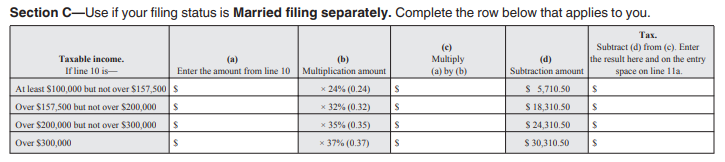 Section C—Use if your filing status is Married filing separately. Complete the row below that applies to you.
Taxable income.
If line 10 is—
(a)
Enter the amount from line 10
(b)
Multiplication amount
(c)
Multiply
(a) by (b)
(d)
Subtraction amount
Tax.
Subtract (d) from (c). Enter
the result here and on the entry
space on line 11a.
At least $100,000 but not over $157,500 $ × 24% (0.24) $ $ 5,710.50 $
Over $157,500 but not over $200,000 $ × 32% (0.32) $ $ 18,310.50 $
Over $200,000 but not over $300,000 $ × 35% (0.35) $ $ 24,310.50 $
Over $300,000 $ × 37% (0.37) $ $ 30,310.50 $